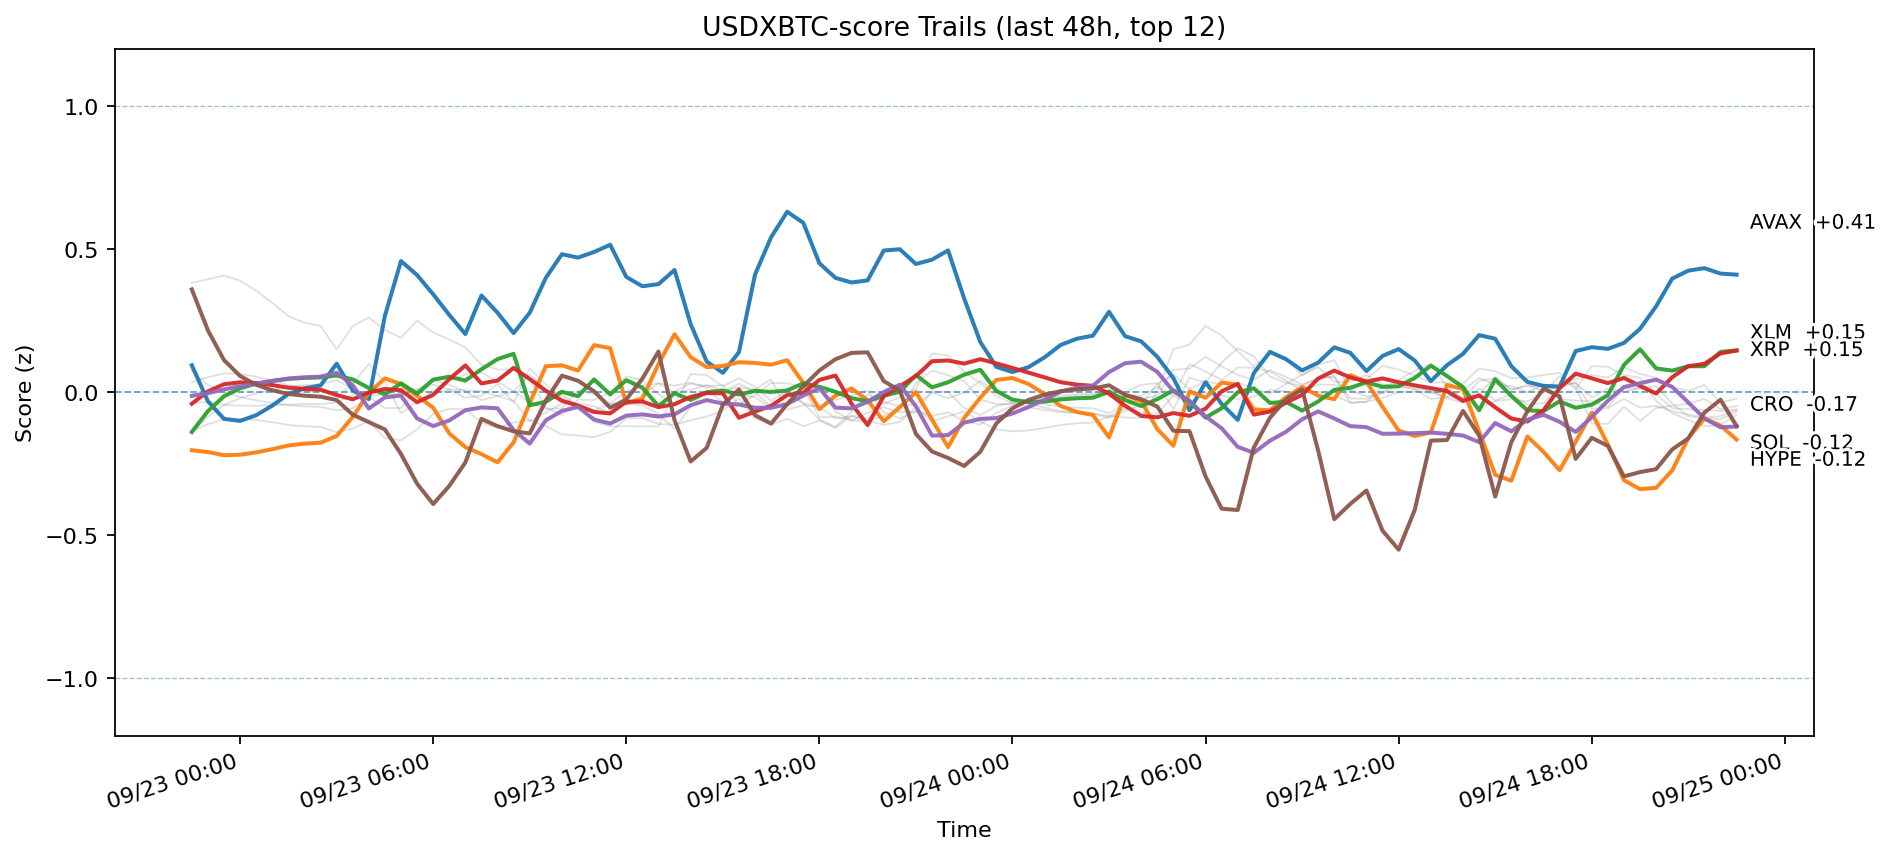 USDXBTC-score Trails (last 48h, top 12)
Score (z)
1.0
0.5
0.0
−0.5
−1.0
AVAX +0.41
XLM +0.15
XRP +0.15
CRO -0.17
SOL -0.12
HYPE -0.12
09/23 00:00
09/23 06:00
09/23 12:00
09/23 18:00
09/24 00:00
09/24 06:00
09/24 12:00
09/24 18:00
09/25 00:00
Time